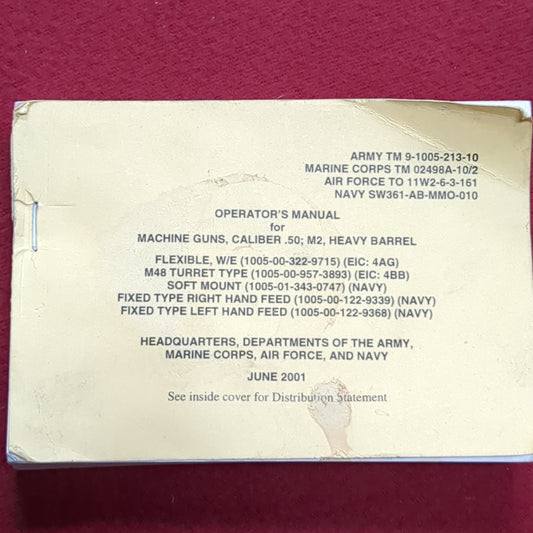 ARMY TM 9-1005-213-10
MARINE CORPS TM 02498A-10/2
AIR FORCE TO 11W2-6-3-161
NAVY SW361-AB-MMO-010
OPERATOR'S MANUAL
for
MACHINE GUNS, CALIBER .50; M2, HEAVY BARREL
FLEXIBLE, W/E (1005-00-322-9715) (EIC: 4AG)
M48 TURRET TYPE (1005-00-957-3893) (EIC: 4BB)
SOFT MOUNT (1005-01-343-0747) (NAVY)
FIXED TYPE RIGHT HAND FEED (1005-00-122-9339) (NAVY)
FIXED TYPE LEFT HAND FEED (1005-00-122-9368) (NAVY)
HEADQUARTERS, DEPARTMENTS OF THE ARMY,
MARINE CORPS, AIR FORCE, AND NAVY
JUNE 2001
See inside cover for Distribution Statement